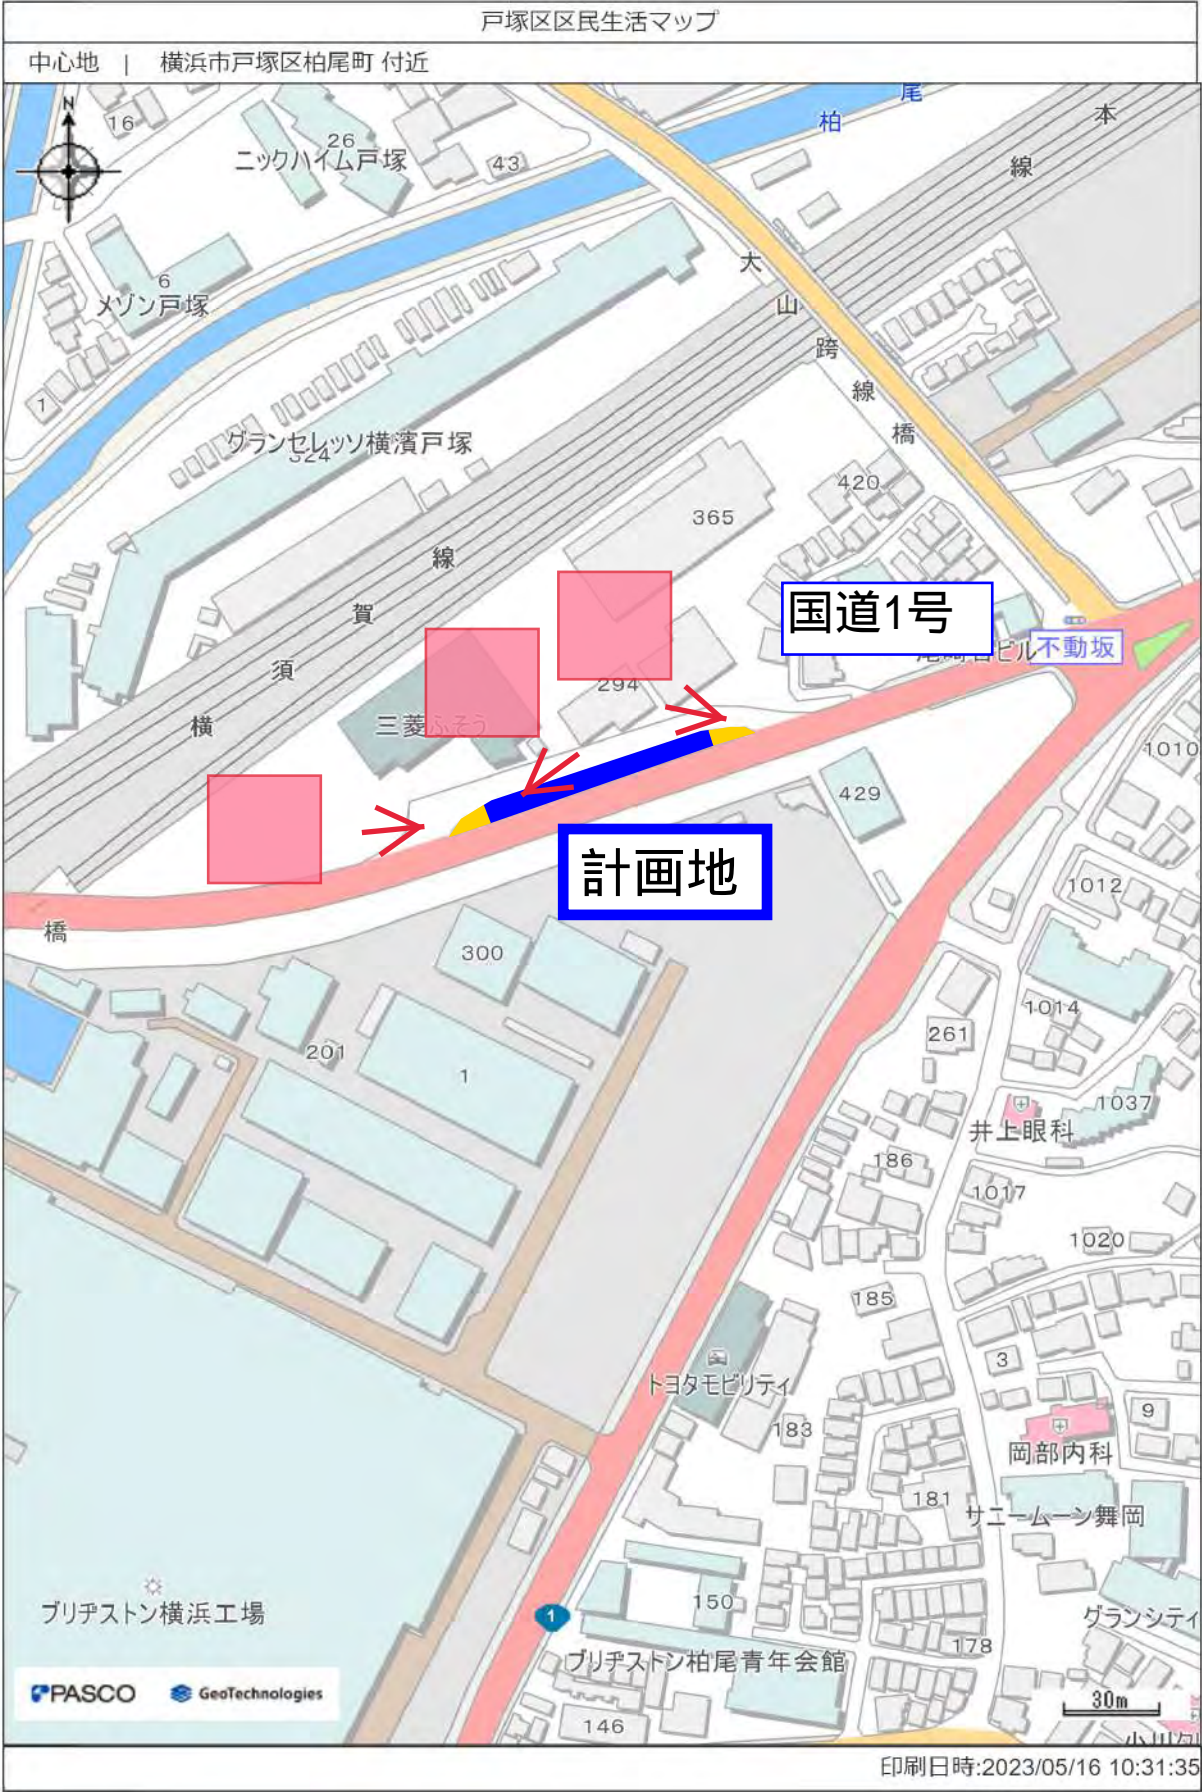 戸塚区区民生活マップ
中心地 | 横浜市戸塚区柏尾町 付近
N
16
26
ニックハイム戸塚
43
柏
尾
本
線
6
メゾン戸塚
1
大
山
跨
線
橋
グランセレッソ横濱戸塚
324
420
365
線
賀
須
横
国道1号
不動坂
294
三菱ふそう
1010
429
計画地
1012
橋
300
1014
261
201
1
1037
井上眼科
186
1017
1020
185
3
トヨタモビリティ
9
183
岡部内科
181
サニームーン舞岡
ブリヂストン横浜工場
1
150
グランシティ
178
ブリヂストン柏尾青年会館
PASCO
GeoTechnologies
30m
146
印刷日時:2023/05/16 10:31:35